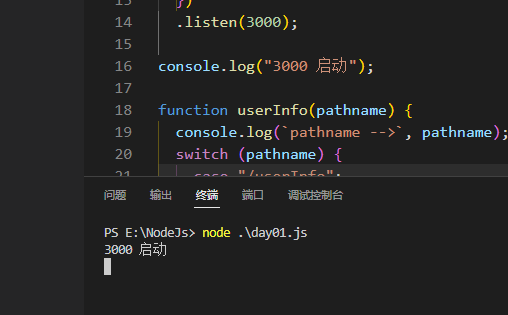 13 })
14 .listen(3000);
15
16 console.log("3000 启动");
17
18 function userInfo(pathname) {
19 console.log(`pathname -->`, pathname);
20 switch (pathname) {
21 case "/userInfo":
问题 输出 终端 端口 调试控制台
PS E:\NodeJs> node .\day01.js
3000 启动